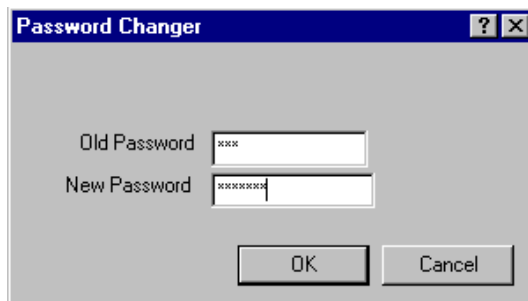 Password Changer ? X
Old Password ***
New Password *******
OK Cancel